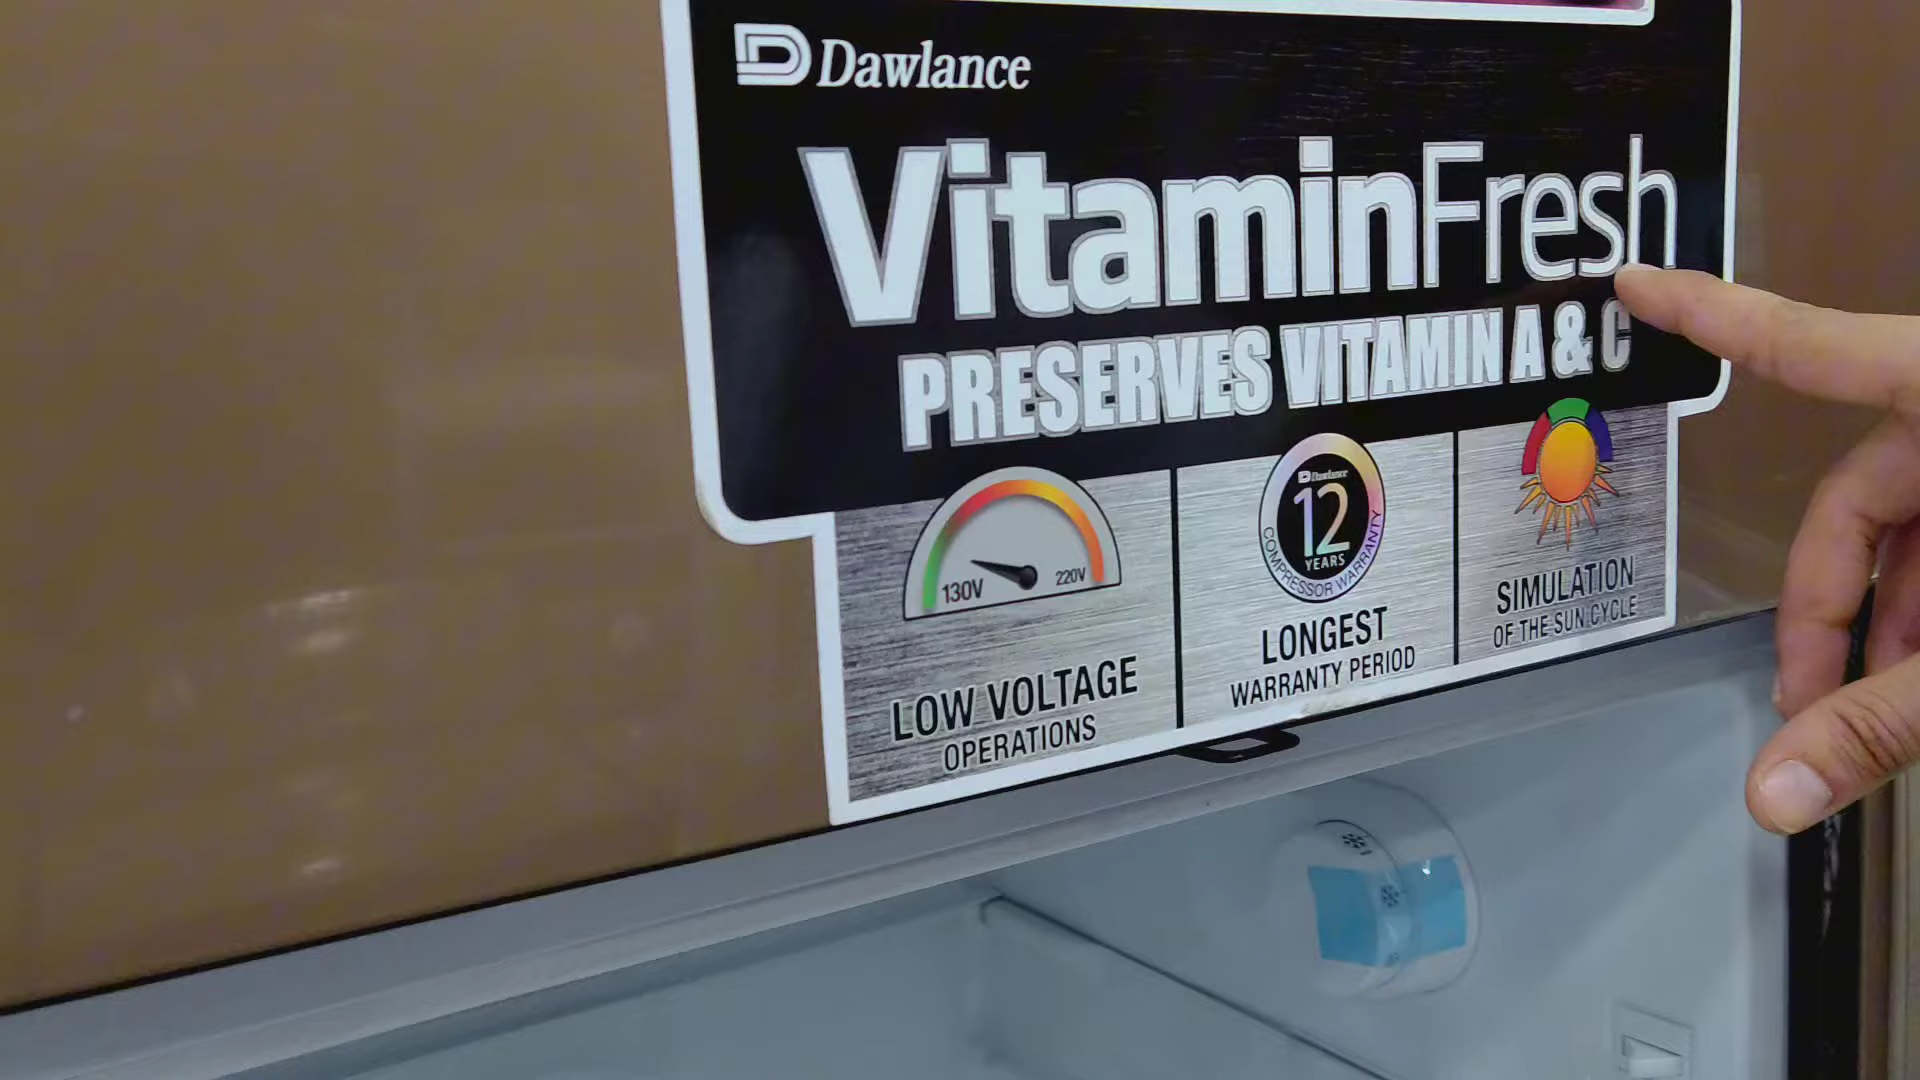 Dawlance
VitaminFresh
PRESERVES VITAMIN A & C
130V
220V
LOW VOLTAGE
OPERATIONS
Dawlance
12
YEARS
COMPRESSOR WARRANTY
LONGEST
WARRANTY PERIOD
SIMULATION
OF THE SUN CYCLE